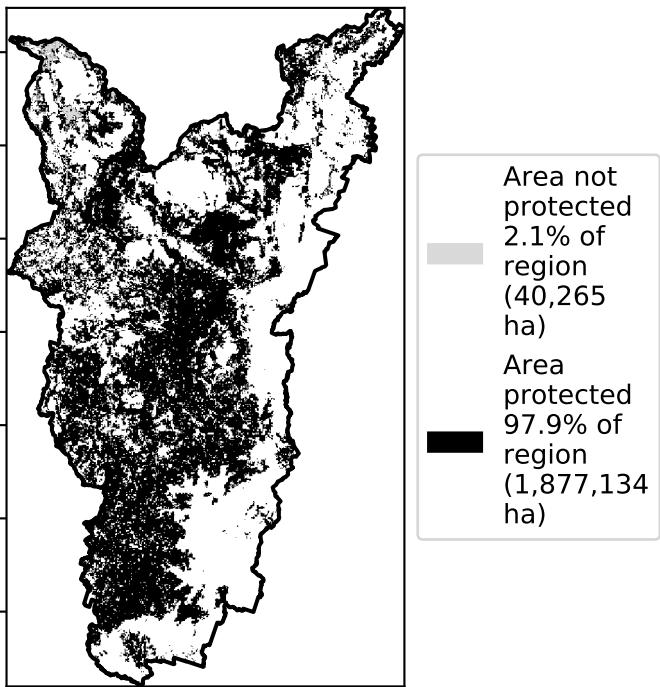 Area not
protected
2.1% of
region
(40,265
ha)
Area
protected
97.9% of
region
(1,877,134
ha)